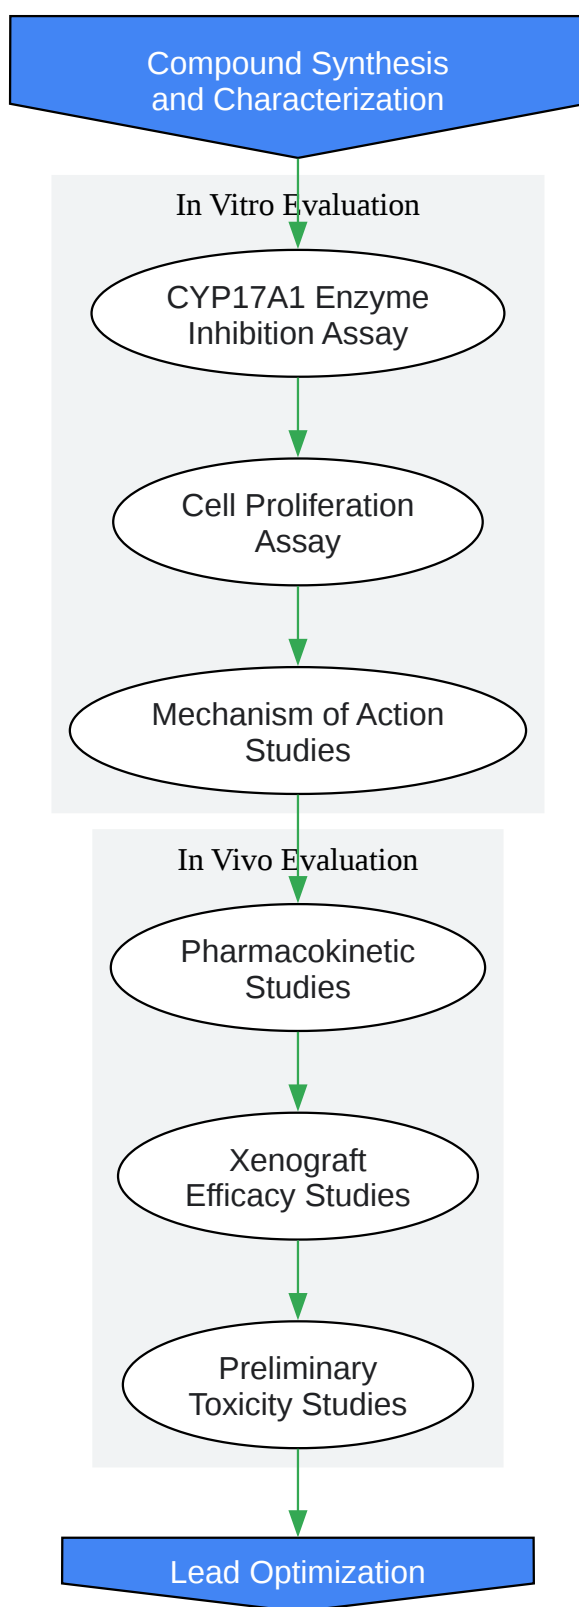 Compound Synthesis
and Characterization
In Vitro Evaluation
CYP17A1 Enzyme
Inhibition Assay
Cell Proliferation
Assay
Mechanism of Action
Studies
In Vivo Evaluation
Pharmacokinetic
Studies
Xenograft
Efficacy Studies
Preliminary
Toxicity Studies
Lead Optimization